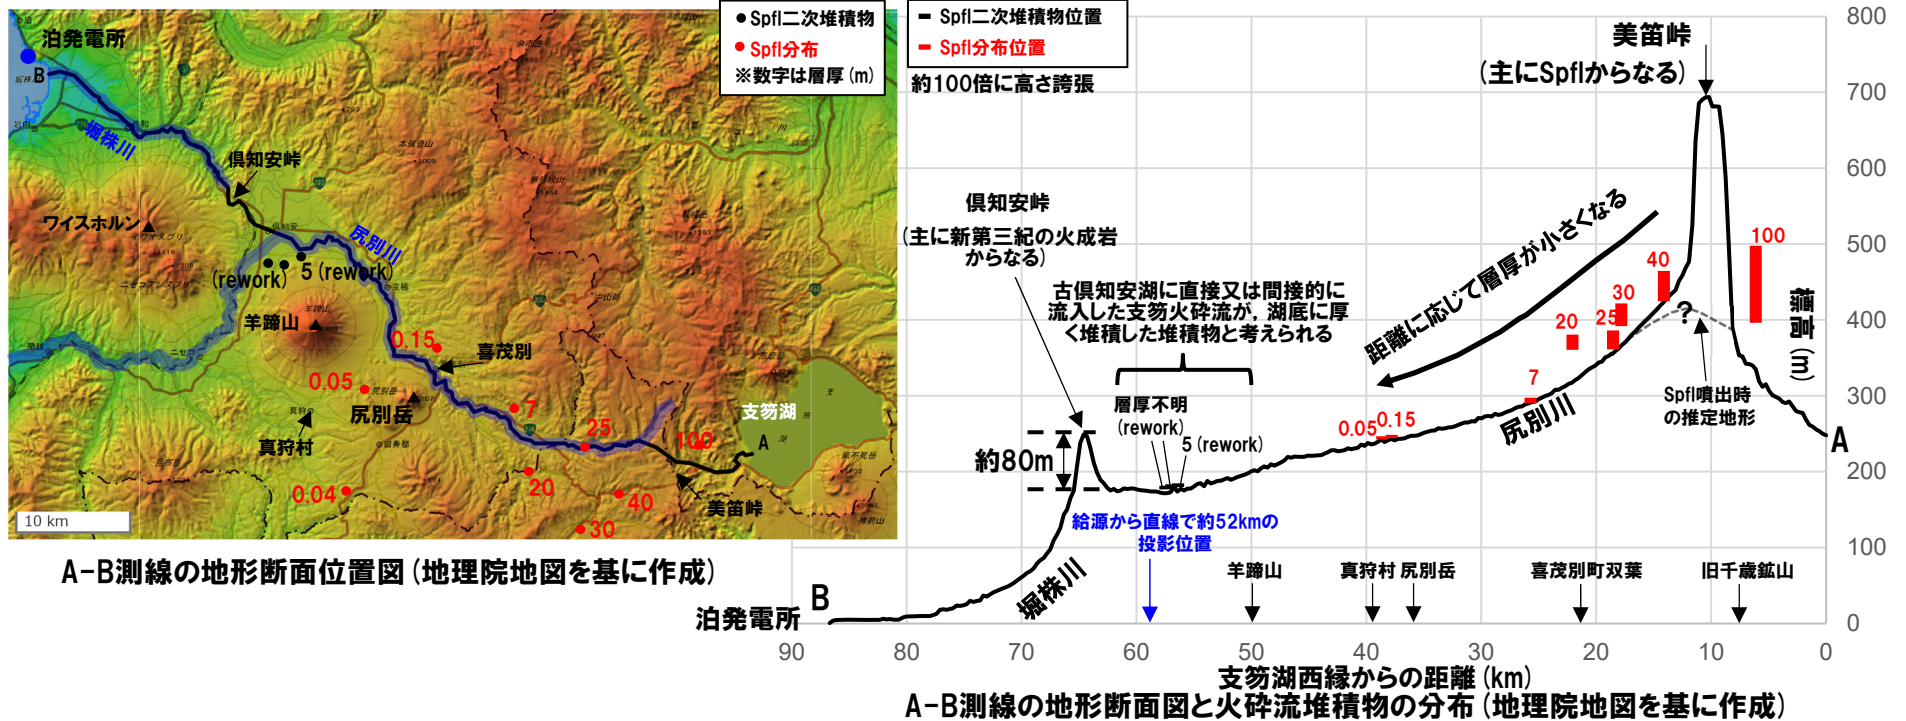 ● Spfl二次堆積物
● Spfl分布
※数字は層厚(m)
泊発電所
B
堀株川
倶知安峠
ワイスホルン
尻別川
(rework)
5 (rework)
羊蹄山
0.15
喜茂別
0.05
尻別岳
真狩村
7
25
100
A
支笏湖
0.04
20
40
30
美笛峠
10 km
A-B測線の地形断面位置図(地理院地図を基に作成)
Spfl二次堆積物位置
Spfl分布位置
約100倍に高さ誇張
美笛峠
(主にSpflからなる)
倶知安峠
(主に新第三紀の火成岩
からなる)
古倶知安湖に直接又は間接的に
流入した支笏火砕流が,湖底に厚
く堆積した堆積物と考えられる
距離に応じて層厚が小さくなる
層厚不明
(rework)
5 (rework)
約80m
0.05
0.15
7
20
25
30
40
100
?
Spfl噴出時
の推定地形
尻別川
堀株川
給源から直線で約52kmの
投影位置
羊蹄山
真狩村
尻別岳
喜茂別町双葉
旧千歳鉱山
泊発電所
B
A
800
700
600
500
400
300
200
100
0
標高(m)
90
80
70
60
50
40
30
20
10
0
支笏湖西縁からの距離(km)
A-B測線の地形断面図と火砕流堆積物の分布(地理院地図を基に作成)